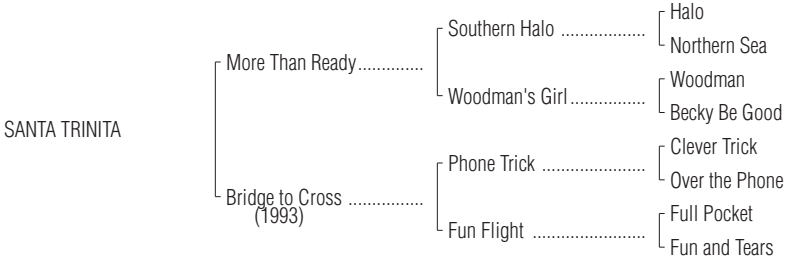 Halo
Southern Halo ...................
Northern Sea
More Than Ready..............
Woodman
Woodman's Girl ................
Becky Be Good
SANTA TRINITA
Clever Trick
Phone Trick ......................
Over the Phone
Bridge to Cross ................
(1993)
Full Pocket
Fun Flight ........................
Fun and Tears